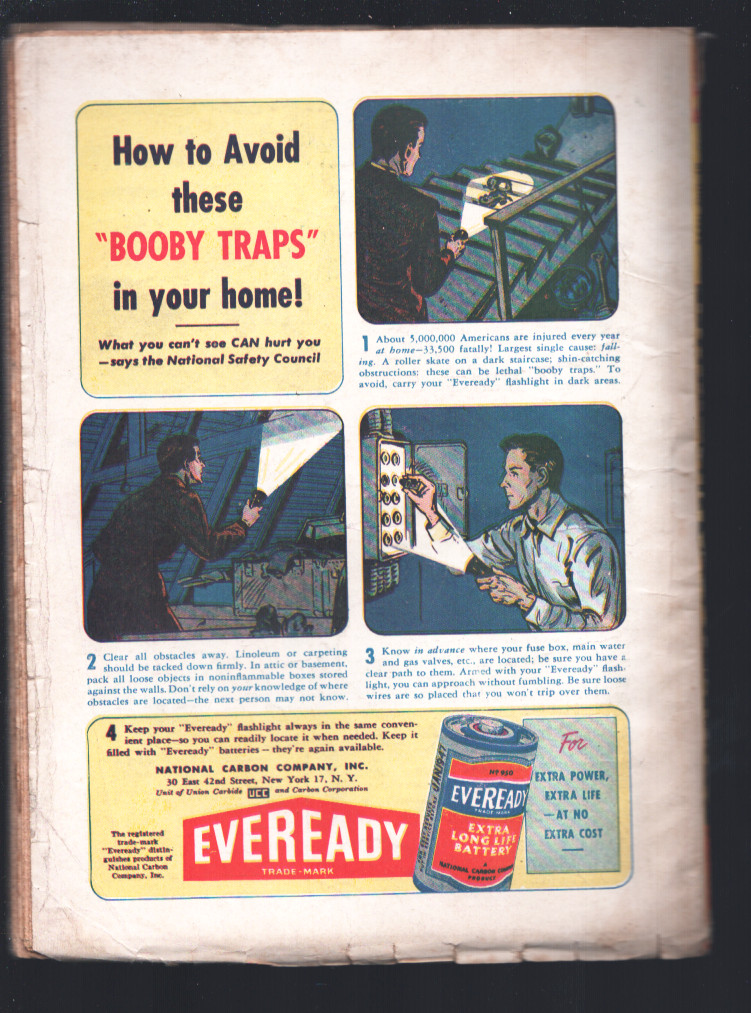 How to Avoid
these
"BOOBY TRAPS"
in your home!
What you can't see CAN hurt you
—says the National Safety Council
1 About 5,000,000 Americans are injured every year
at home—33,500 fatally! Largest single cause: fall-
ing. A roller skate on a dark staircase; shin-catching
obstructions: these can be lethal "booby traps." To
avoid, carry your "Eveready" flashlight in dark areas.
2 Clear all obstacles away. Linoleum or carpeting
should be tacked down firmly. In attic or basement,
pack all loose objects in noninflammable boxes stored
against the walls. Don't rely on your knowledge of where
obstacles are located—the next person may not know.
3 Know in advance where your fuse box, main water
and gas valves, etc., are located; be sure you have a
clear path to them. Armed with your "Eveready" flash-
light, you can approach without fumbling. Be sure loose
wires are so placed that you won't trip over them.
4 Keep your "Eveready" flashlight always in the same conven-
ient place—so you can readily locate it when needed. Keep it
filled with "Eveready" batteries—they're again available.
NATIONAL CARBON COMPANY, INC.
30 East 42nd Street, New York 17, N. Y.
Unit of Union Carbide UCC and Carbon Corporation
The registered
trade-mark
"Eveready" distin-
guishes products of
National Carbon
Company, Inc.
EVEREADY
TRADE-MARK
No 950
EVEREADY
TRADE-MARK
EXTRA
LONG LIFE
BATTERY
A
NATIONAL CARBON COMPANY
PRODUCT
For
EXTRA POWER,
EXTRA LIFE
—AT NO
EXTRA COST